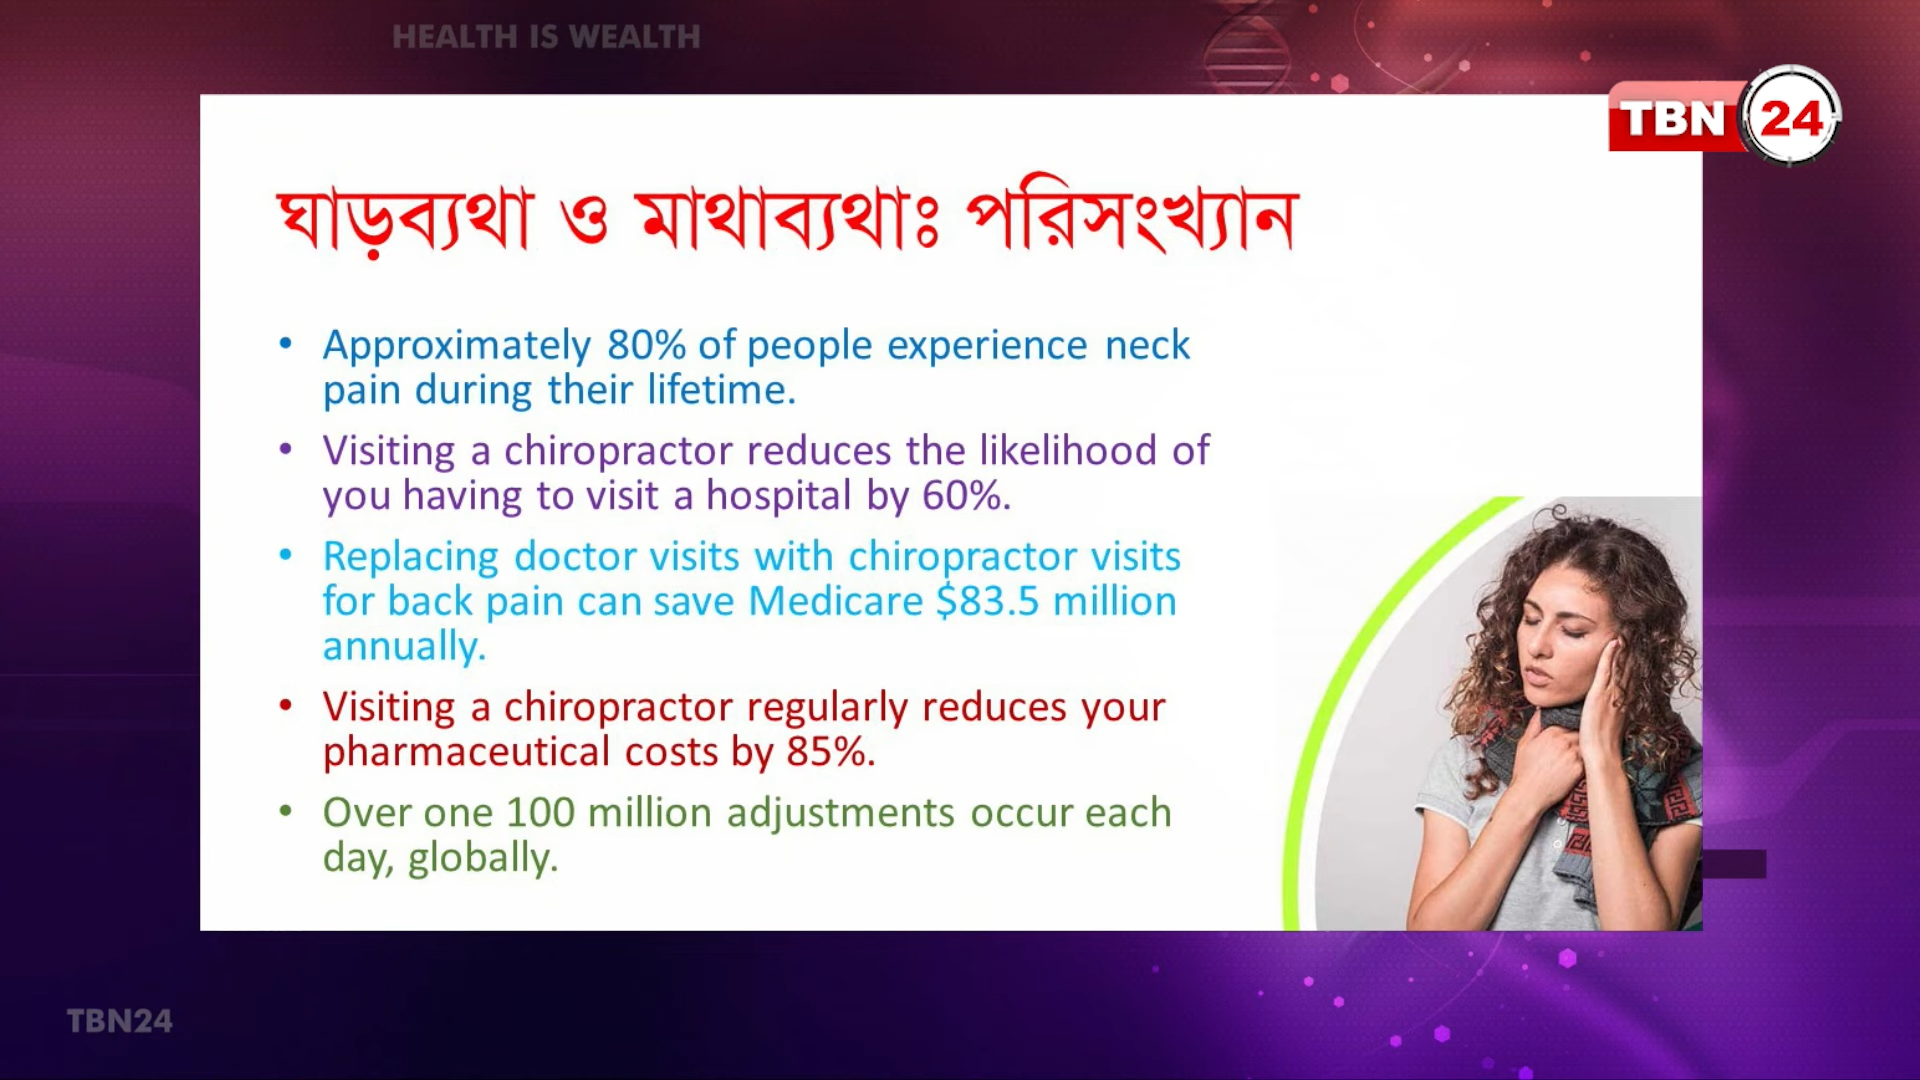 HEALTH IS WEALTH
TBN 24
ঘাড়ব্যথা ও মাথাব্যথাঃ পরিসংখ্যান
• Approximately 80% of people experience neck
pain during their lifetime.
• Visiting a chiropractor reduces the likelihood of
you having to visit a hospital by 60%.
• Replacing doctor visits with chiropractor visits
for back pain can save Medicare $83.5 million
annually.
• Visiting a chiropractor regularly reduces your
pharmaceutical costs by 85%.
• Over one 100 million adjustments occur each
day, globally.
TBN24